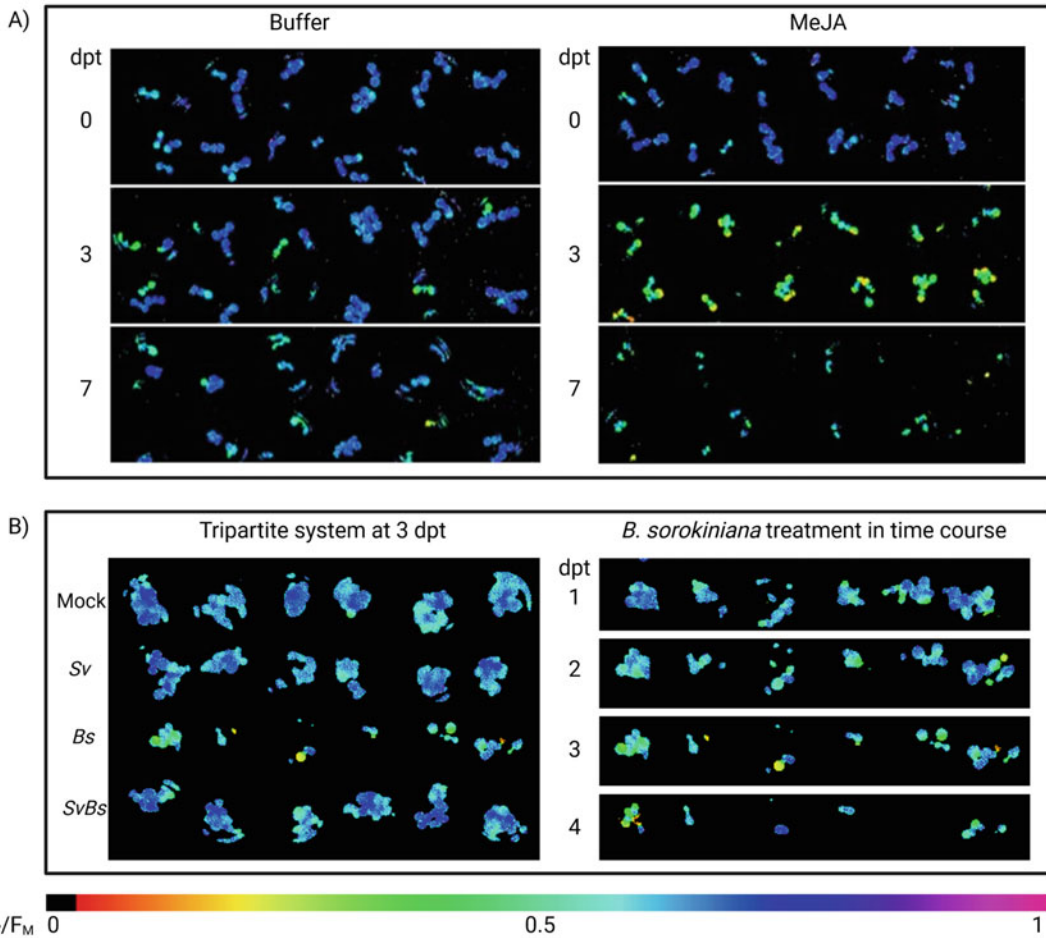 A)
Buffer
MeJA
dpt
0
3
7
dpt
0
3
7
B)
Tripartite system at 3 dpt
B. sorokiniana treatment in time course
Mock
Sv
Bs
SvBs
dpt
1
2
3
4
/FM 0 0.5 1